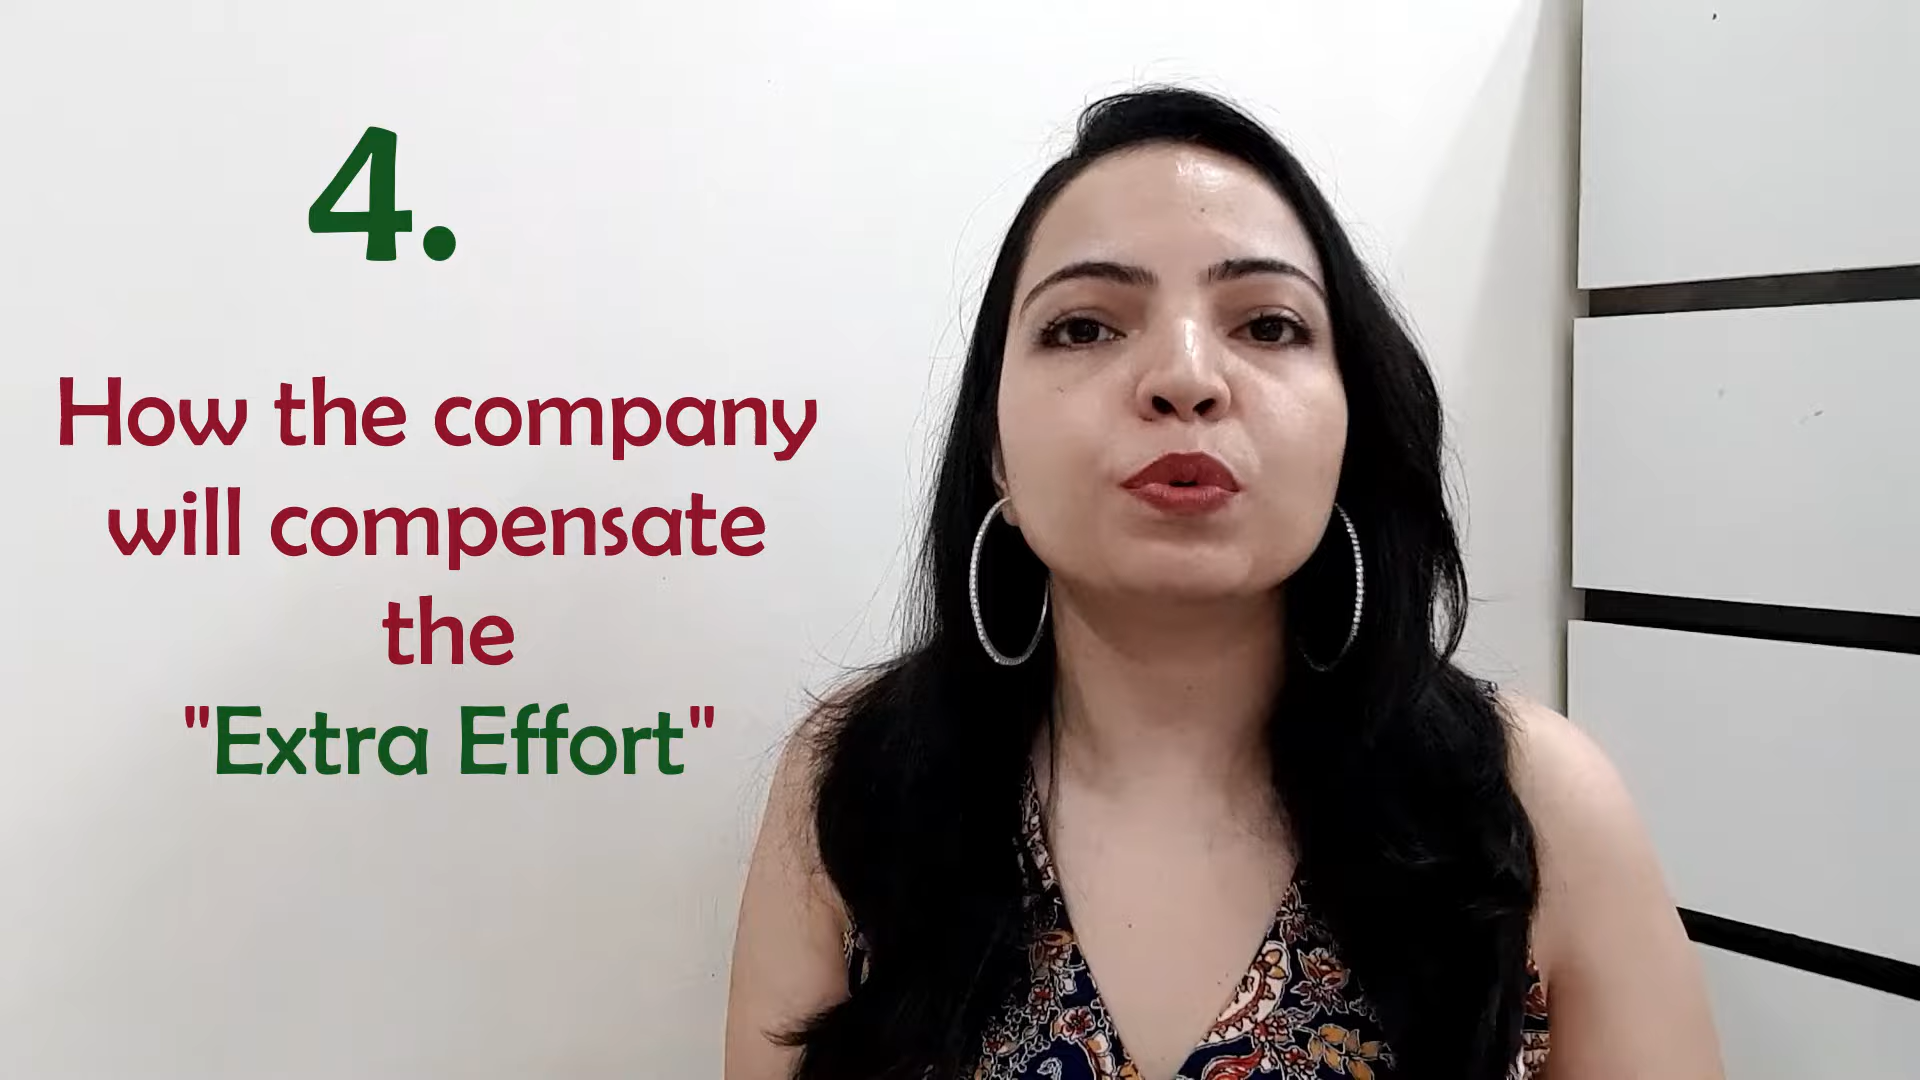 4.
How the company
will compensate
the
"Extra Effort"